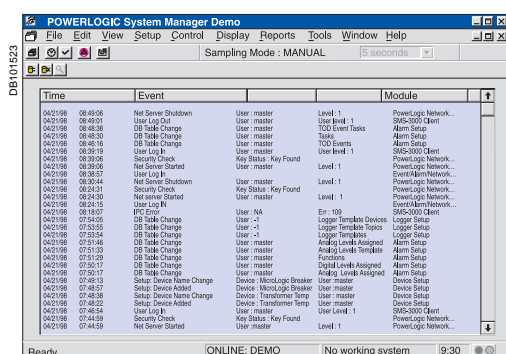 POWERLOGIC System Manager Demo
File Edit View Setup Control Display Reports Tools Window Help
Sampling Mode : MANUAL 5 seconds
DB101523
Time Event Module
04/21/98 08:49:06 Net Server Shutdown User : master Level : 1 PowerLogic Network...
04/21/98 08:49:01 User Log Out User : master User level : 1 SMS-3000 Client
04/21/98 08:48:38 DB Table Change User : master TOD Event Tasks Alarm Setup
04/21/98 08:48:30 DB Table Change User : master Tasks Alarm Setup
04/21/98 08:46:16 DB Table Change User : master TOD Events Alarm Setup
04/21/98 08:39:19 User Log In User : master User level : 1 SMS-3000 Client
04/21/98 08:39:06 Security Check Key Status : Key Found PowerLogic Network...
04/21/98 08:39:06 Net Server Started User : master Level : 1 PowerLogic Network...
04/21/98 08:38:57 User Log In Event/Alarm/Network...
04/21/98 08:30:44 Net Server Shutdown User : master Level : 1 PowerLogic Network...
04/21/98 08:24:31 Security Check Key Status : Key Found PowerLogic Network...
04/21/98 08:24:30 Net server Started User : master Level : 1 PowerLogic Network...
04/21/98 08:24:15 User Log IN Event/Alarm/Network...
04/21/98 08:18:07 IPC Error User : NA Err : 109 SMS-3000 Client
04/21/98 07:54:05 DB Table Change User : -1 Logger Template Devices Logger Setup
04/21/98 07:53:55 DB Table Change User : -1 Logger Template Topics Logger Setup
04/21/98 07:53:54 DB Table Change User : -1 Logger Templates Logger Setup
04/21/98 07:51:46 DB Table Change User : master Analog Levels Assigned Alarm Setup
04/21/98 07:51:33 DB Table Change User : master Analog Levels Template Alarm Setup
04/21/98 07:51:29 DB Table Change User : master Functions Alarm Setup
04/21/98 07:50:17 DB Table Change User : master Digital Levels Assigned Alarm Setup
04/21/98 07:50:17 DB Table Change User : master Analog Levels Assigned Alarm Setup
04/21/98 07:49:13 Setup: Device Name Change Device : MicroLogic Breaker User :master Device Setup
04/21/98 07:48:57 Setup: Device Added Device : MicroLogic Breaker User :master Device Setup
04/21/98 07:48:38 Setup: Device Name Change Device : Transformer Temp User :master Device Setup
04/21/98 07:48:22 Setup: Device Added Device : Transformer Temp User :master Device Setup
04/21/98 07:46:54 User Log In User : master User Level : 1 SMS-3000 Client
04/21/98 07:44:59 Security Check Key Status : Key Found PowerLogic Network...
04/21/98 07:44:59 Net Server Started User :master Level : 1 PowerLogic Network...
Ready ONLINE: DEMO No working system 9:30